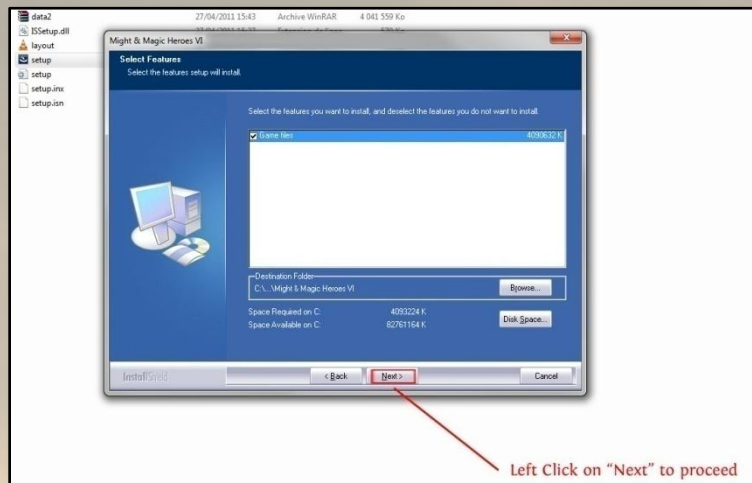 data2 27/04/2011 15:43 Archive WinRAR 4 041 559 Ko
ISSetup.dll
layout
setup
setup
setup.inx
setup.isn
Might & Magic Heroes VI
Select Features
Select the features setup will install.
Select the features you want to install, and deselect the features you do not want to install.
Game files 4090632 K
Destination Folder
C:\...\Might & Magic Heroes VI
Browse...
Space Required on C: 4093224 K
Space Available on C: 82761164 K
Disk Space...
InstallShield
< Back
Next >
Cancel
Left Click on "Next" to proceed